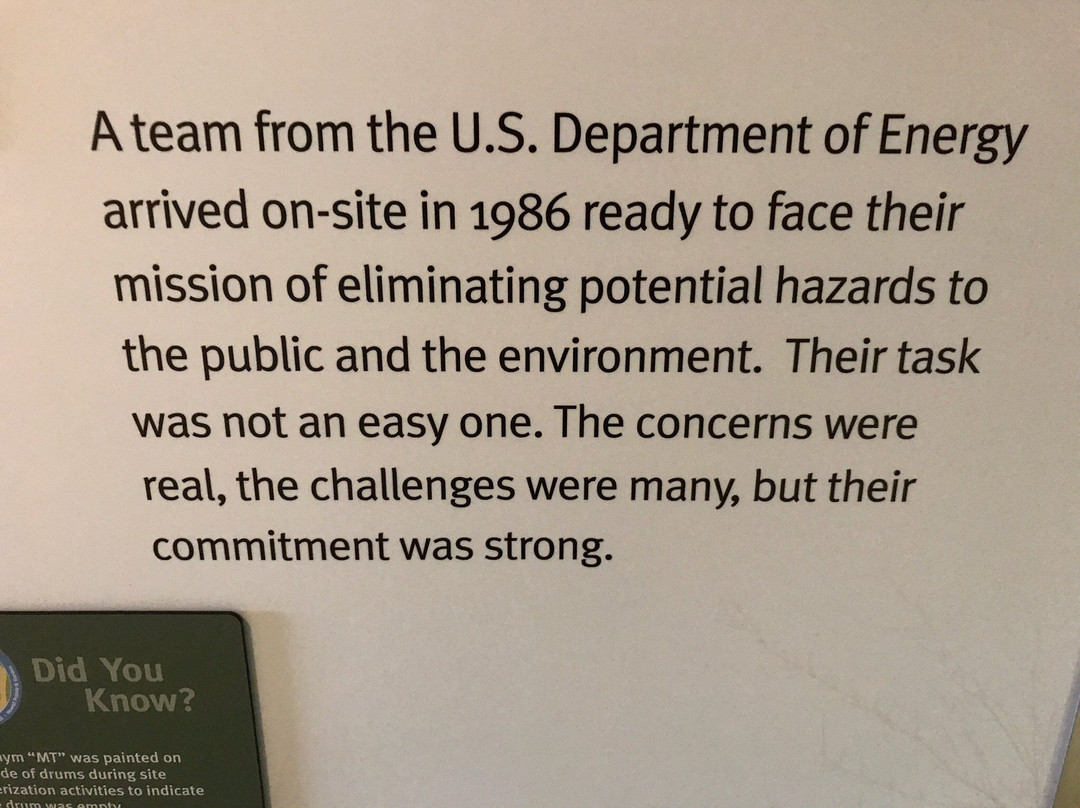 A team from the U.S. Department of Energy
arrived on-site in 1986 ready to face their
mission of eliminating potential hazards to
the public and the environment. Their task
was not an easy one. The concerns were
real, the challenges were many, but their
commitment was strong.
Did You
Know?
"MT" was painted on
of drums during site
activities to indicate
drum was empty